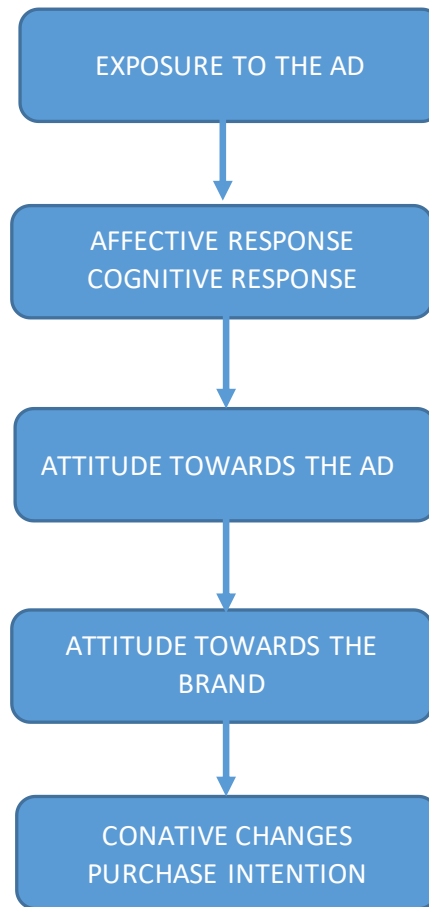 EXPOSURE TO THE AD
AFFECTIVE RESPONSE
COGNITIVE RESPONSE
ATTITUDE TOWARDS THE AD
ATTITUDE TOWARDS THE
BRAND
CONATIVE CHANGES
PURCHASE INTENTION